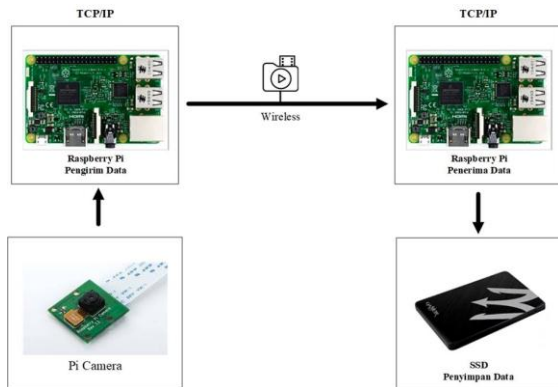 TCP/IP
TCP/IP
Wireless
Raspberry Pi
Pengirim Data
Raspberry Pi
Penerima Data
Pi Camera
SSD
Penyimpan Data